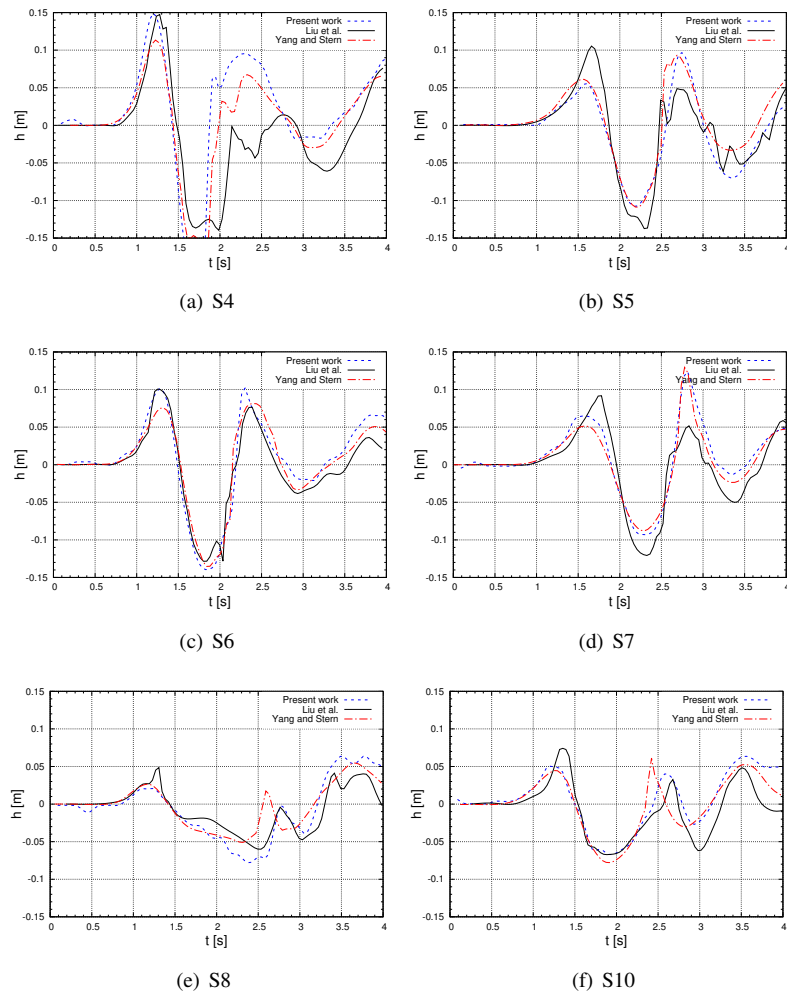 0.15
0.1
0.05
0
-0.05
-0.1
-0.15
h [m]
0 0.5 1 1.5 2 2.5 3 3.5 4
t [s]
Present work
Liu et al.
Yang and Stern
(a) S4
0.15
0.1
0.05
0
-0.05
-0.1
-0.15
h [m]
0 0.5 1 1.5 2 2.5 3 3.5 4
t [s]
Present work
Liu et al.
Yang and Stern
(b) S5
0.15
0.1
0.05
0
-0.05
-0.1
-0.15
h [m]
0 0.5 1 1.5 2 2.5 3 3.5 4
t [s]
Present work
Liu et al.
Yang and Stern
(c) S6
0.15
0.1
0.05
0
-0.05
-0.1
-0.15
h [m]
0 0.5 1 1.5 2 2.5 3 3.5 4
t [s]
Present work
Liu et al.
Yang and Stern
(d) S7
0.15
0.1
0.05
0
-0.05
-0.1
-0.15
h [m]
0 0.5 1 1.5 2 2.5 3 3.5 4
t [s]
Present work
Liu et al.
Yang and Stern
(e) S8
0.15
0.1
0.05
0
-0.05
-0.1
-0.15
h [m]
0 0.5 1 1.5 2 2.5 3 3.5 4
t [s]
Present work
Liu et al.
Yang and Stern
(f) S10